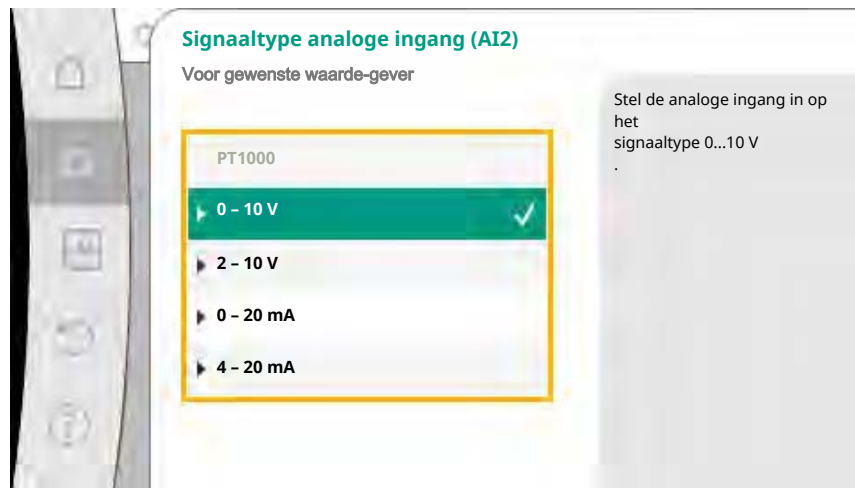 Signaaltype analoge ingang (AI2)
Voor gewenste waarde-gever
PT1000
0 – 10 V
2 – 10 V
0 – 20 mA
4 – 20 mA
Stel de analoge ingang in op
het
signaaltype 0...10 V
.